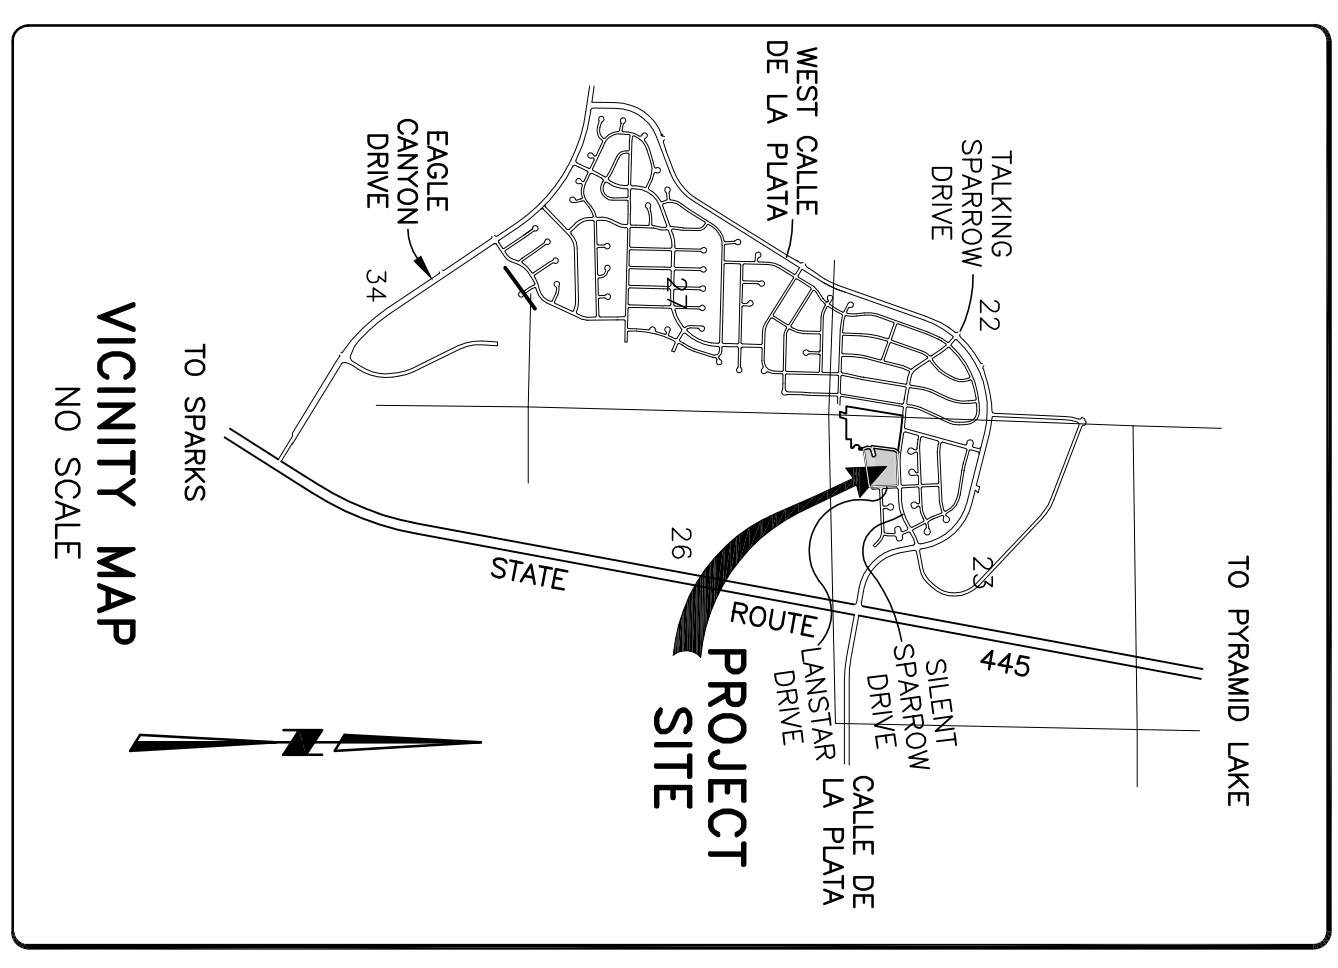 TO PYRAMID LAKE
TALKING
SPARROW
DRIVE
22
23
SILENT
SPARROW
DRIVE
445
WEST CALLE
DE LA PLATA
CALLE DE
LA PLATA
LANSTAR
DRIVE
ROUTE
STATE
27
26
PROJECT
SITE
EAGLE
CANYON
DRIVE
34
N
TO SPARKS
VICINITY MAP
NO SCALE